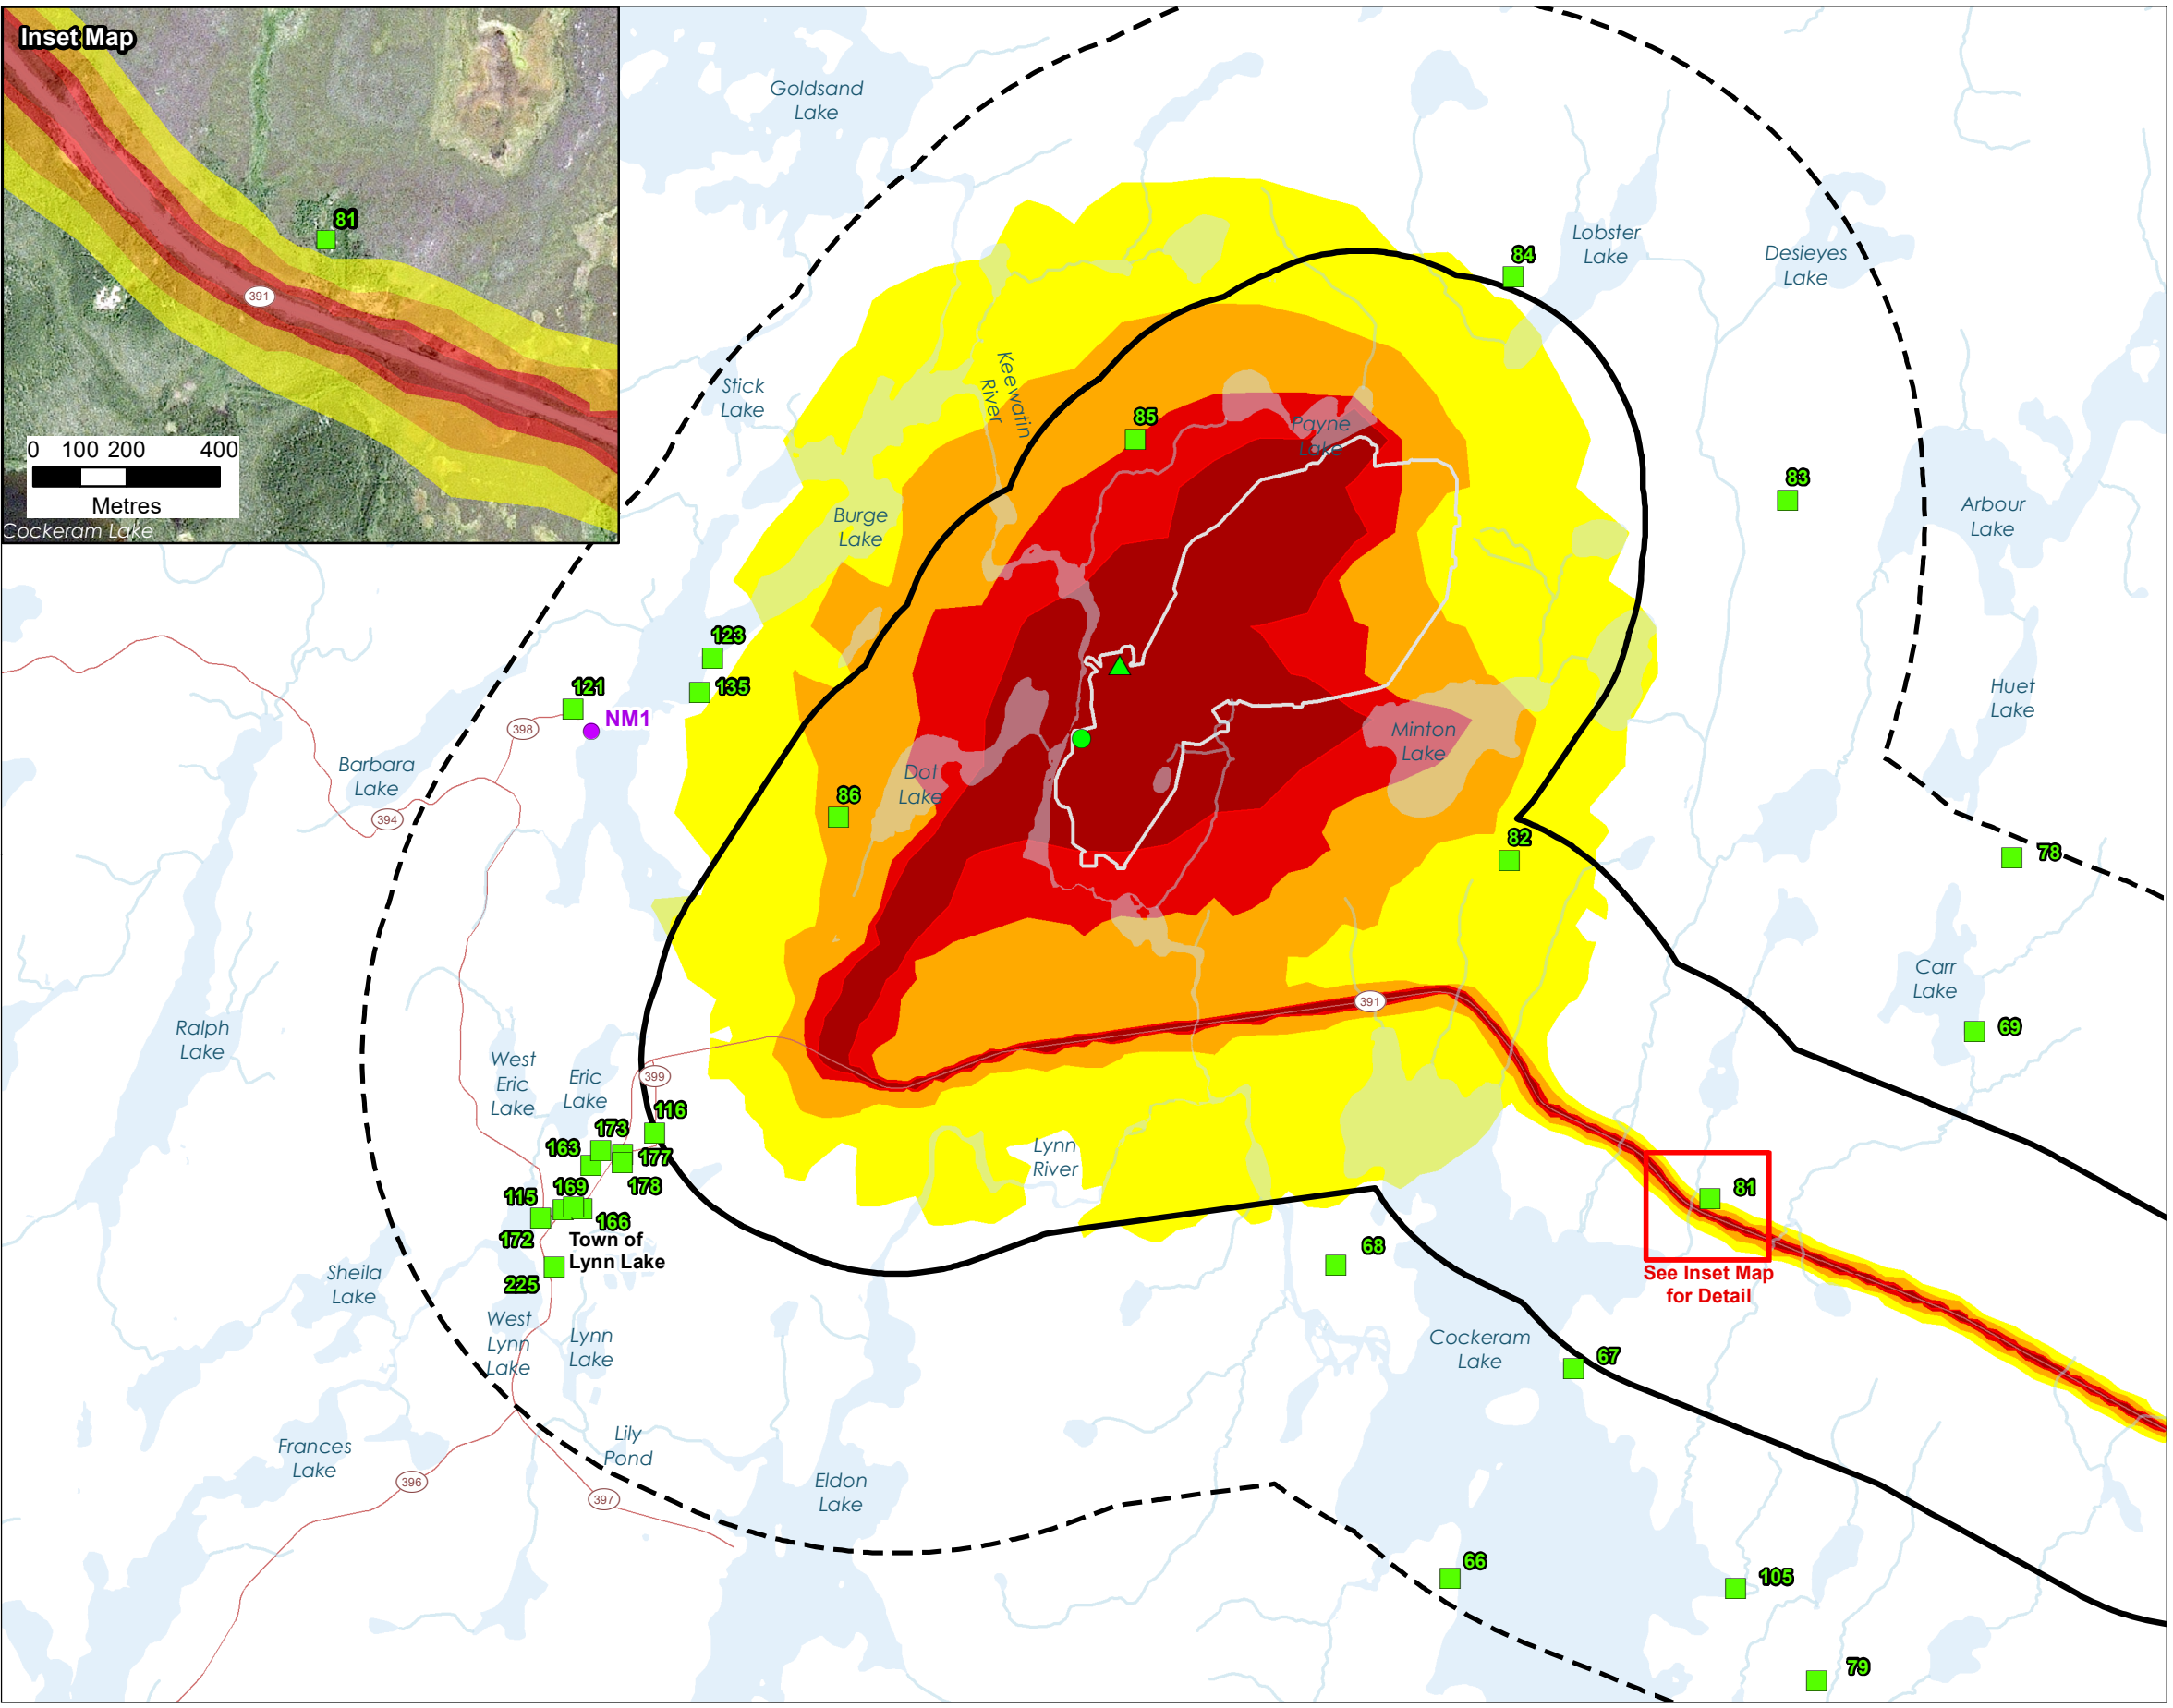 Inset Map
81
391
0 100 200 400
Metres
Cockeram Lake
Goldsand
Lake
Lobster
Lake
Desieyes
Lake
84
Stick
Lake
Keewatin
River
85
Payne
Lake
83
Arbour
Lake
Burge
Lake
123
135
121
NM1
398
Huet
Lake
Minton
Lake
Barbara
Lake
Dot
Lake
394
86
82
78
Carr
Lake
391
69
Ralph
Lake
West
Eric
Lake
Eric
Lake
399
116
173
163
177
178
Lynn
River
169
115
166
172
Town of
Lynn Lake
81
68
See Inset Map
for Detail
Sheila
Lake
225
West
Lynn
Lake
Lynn
Lake
Cockeram
Lake
67
Frances
Lake
Lily
Pond
396
397
Eldon
Lake
66
105
79